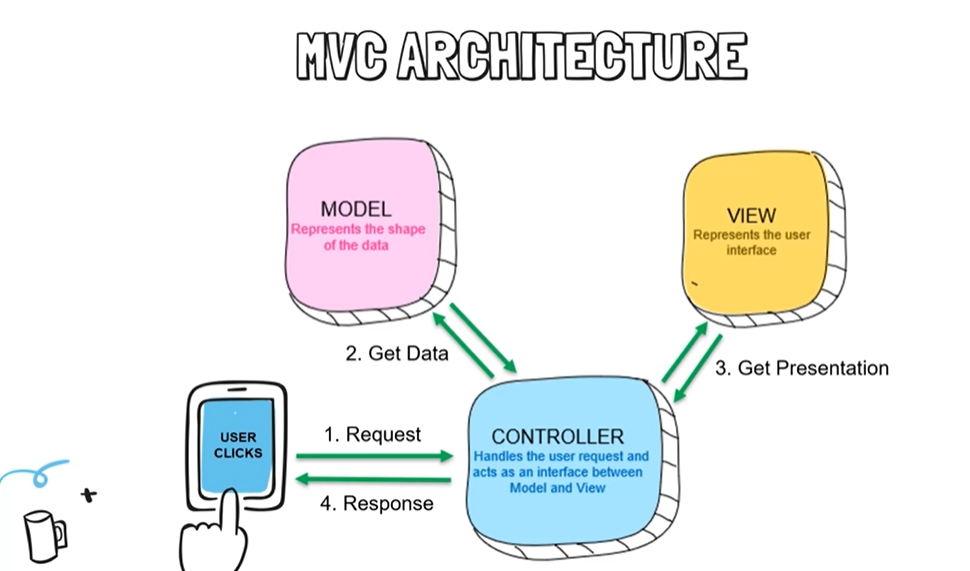 MVC ARCHITECTURE
MODEL
Represents the shape
of the data
VIEW
Represents the user
interface
2. Get Data
3. Get Presentation
USER
CLICKS
1. Request
4. Response
CONTROLLER
Handles the user request and
acts as an interface between
Model and View